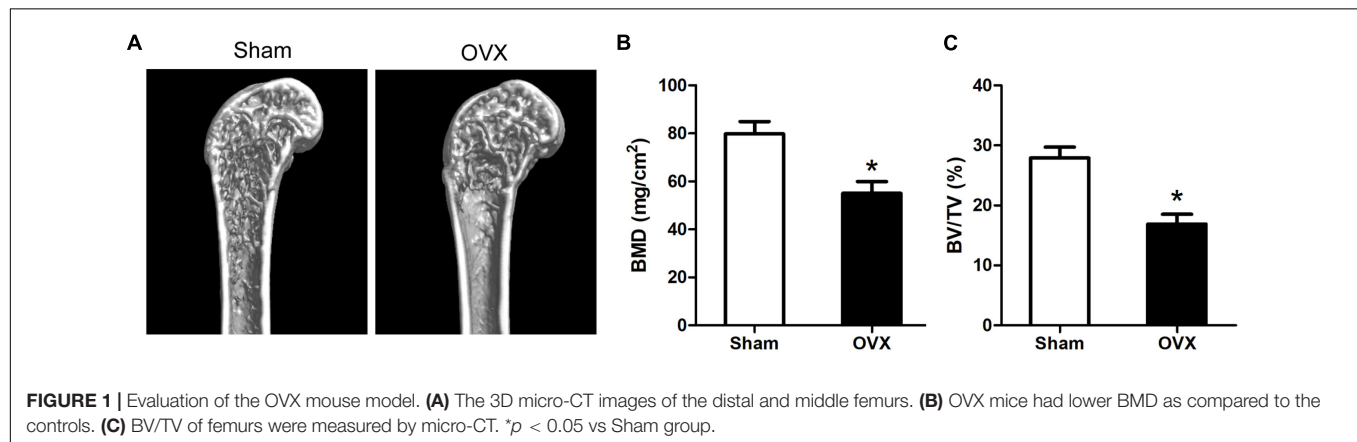 A
Sham
OVX
B
BMD (mg/cm²)
100
80
60
40
20
0
*
Sham
OVX
C
BV/TV (%)
40
30
20
10
0
*
Sham
OVX
FIGURE 1 | Evaluation of the OVX mouse model. (A) The 3D micro-CT images of the distal and middle femurs. (B) OVX mice had lower BMD as compared to the
controls. (C) BV/TV of femurs were measured by micro-CT. *p < 0.05 vs Sham group.